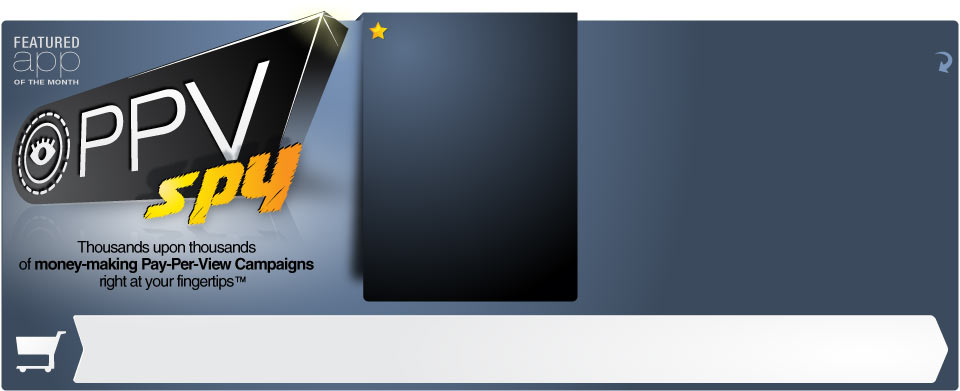 FEATURED
app
OF THE MONTH
PPV
spy
Thousands upon thousands
of money-making Pay-Per-View Campaigns
right at your fingertips™